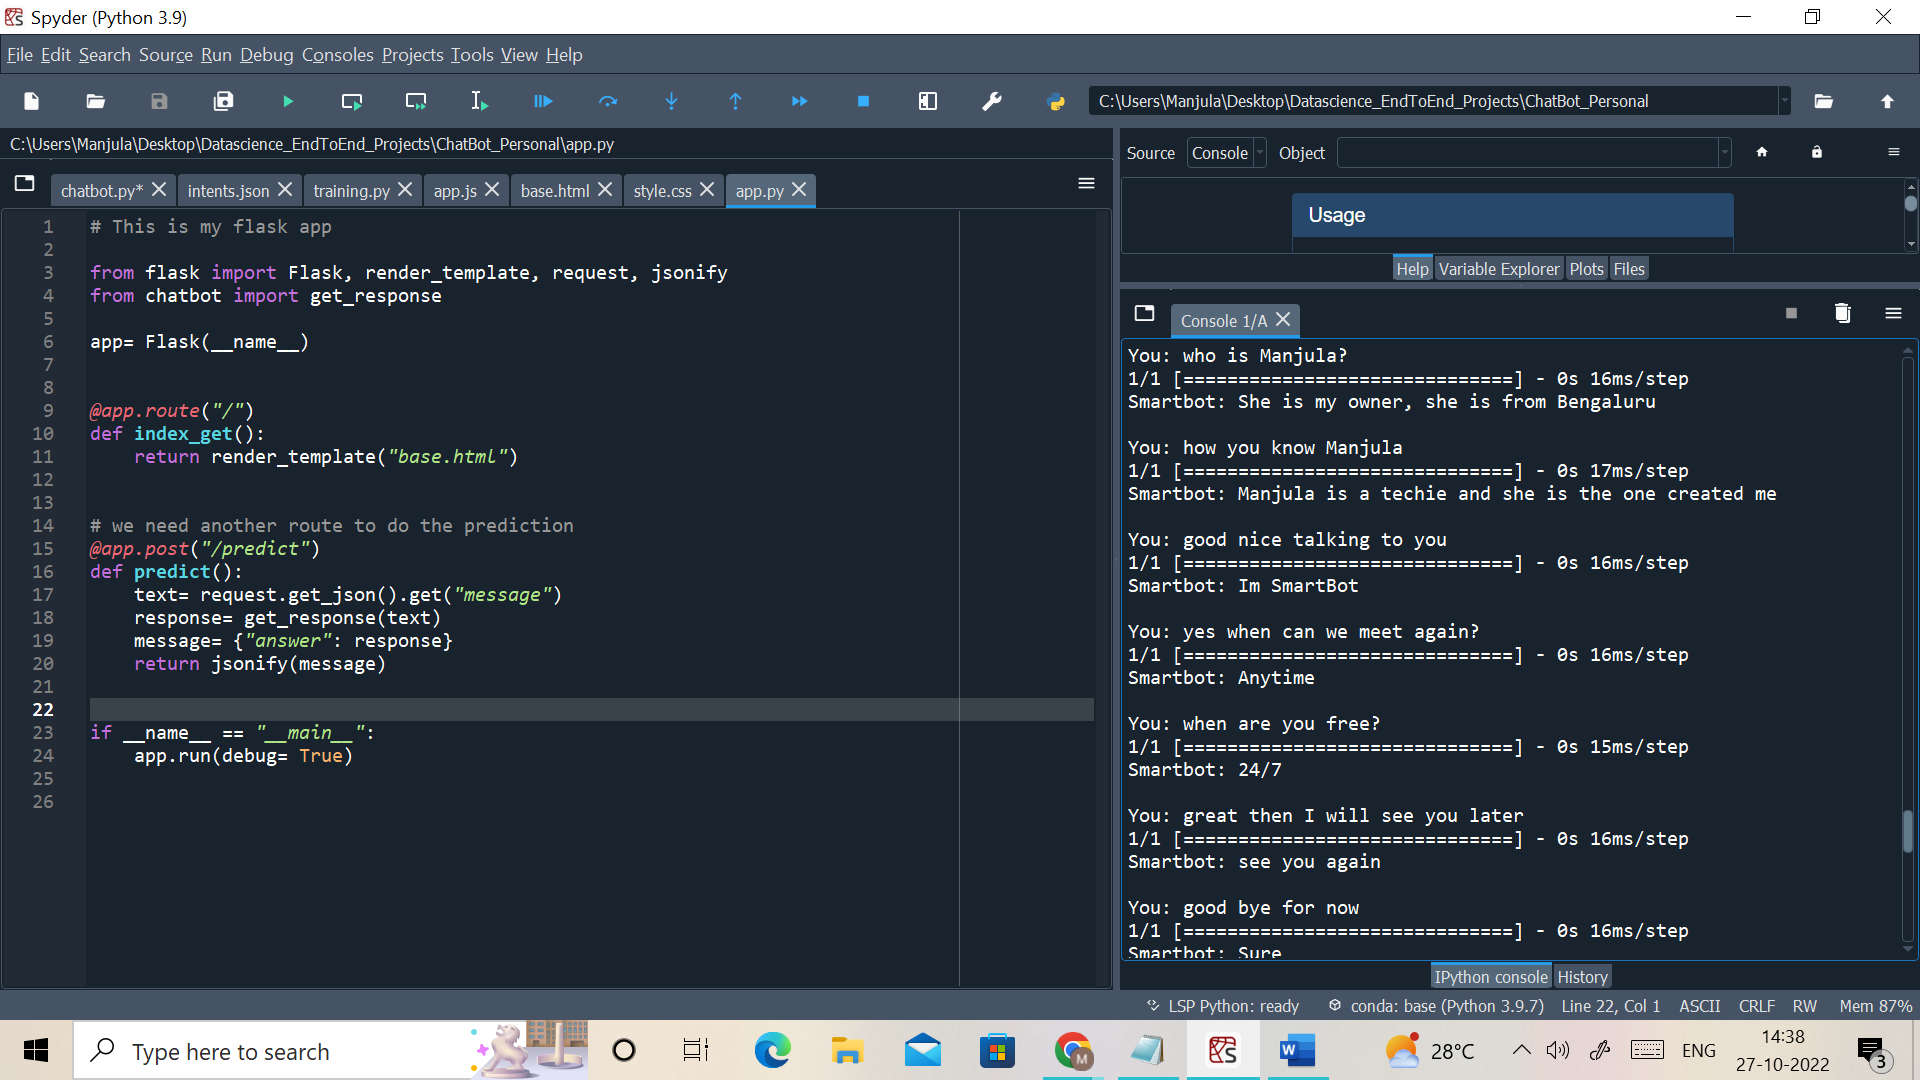 Spyder (Python 3.9)
File Edit Search Source Run Debug Consoles Projects Tools View Help
C:\Users\Manjula\Desktop\Datascience_EndToEnd_Projects\ChatBot_Personal
C:\Users\Manjula\Desktop\Datascience_EndToEnd_Projects\ChatBot_Personal\app.py
chatbot.py* intents.json training.py app.js base.html style.css app.py
1 # This is my flask app
2
3 from flask import Flask, render_template, request, jsonify
4 from chatbot import get_response
5
6 app= Flask(__name__)
7
8
9 @app.route("/")
10 def index_get():
11     return render_template("base.html")
12
13
14 # we need another route to do the prediction
15 @app.post("/predict")
16 def predict():
17     text= request.get_json().get("message")
18     response= get_response(text)
19     message= {"answer": response}
20     return jsonify(message)
21
22
23 if __name__ == "__main__":
24     app.run(debug= True)
25
26
Source Console Object
Usage
Help Variable Explorer Plots Files
Console 1/A
You: who is Manjula?
1/1 [==============================] - 0s 16ms/step
Smartbot: She is my owner, she is from Bengaluru
You: how you know Manjula
1/1 [==============================] - 0s 17ms/step
Smartbot: Manjula is a techie and she is the one created me
You: good nice talking to you
1/1 [==============================] - 0s 16ms/step
Smartbot: Im SmartBot
You: yes when can we meet again?
1/1 [==============================] - 0s 16ms/step
Smartbot: Anytime
You: when are you free?
1/1 [==============================] - 0s 15ms/step
Smartbot: 24/7
You: great then I will see you later
1/1 [==============================] - 0s 16ms/step
Smartbot: see you again
You: good bye for now
1/1 [==============================] - 0s 16ms/step
Smartbot: Sure
IPython console History
LSP Python: ready conda: base (Python 3.9.7) Line 22, Col 1 ASCII CRLF RW Mem 87%
Type here to search
M
W
28°C
ENG
14:38
27-10-2022
3